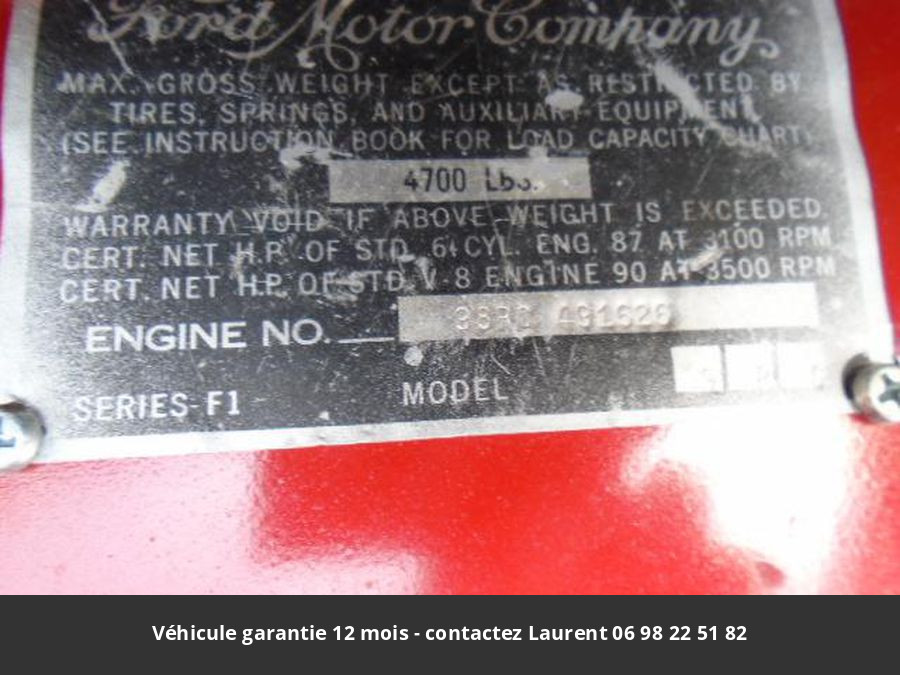 Ford Motor Company
MAX. GROSS WEIGHT EXCEPT AS RESTRICTED BY
TIRES, SPRINGS, AND AUXILIARY EQUIPMENT
(SEE INSTRUCTION BOOK FOR LOAD CAPACITY CHART)
4700 LBS.
WARRANTY VOID IF ABOVE WEIGHT IS EXCEEDED.
CERT. NET H.P. OF STD. 6 CYL. ENG. 87 AT 3100 RPM
CERT. NET H.P. OF STD. V-8 ENGINE 90 AT 3500 RPM
ENGINE NO.
MODEL
SERIES-F1
Véhicule garantie 12 mois - contactez Laurent 06 98 22 51 82